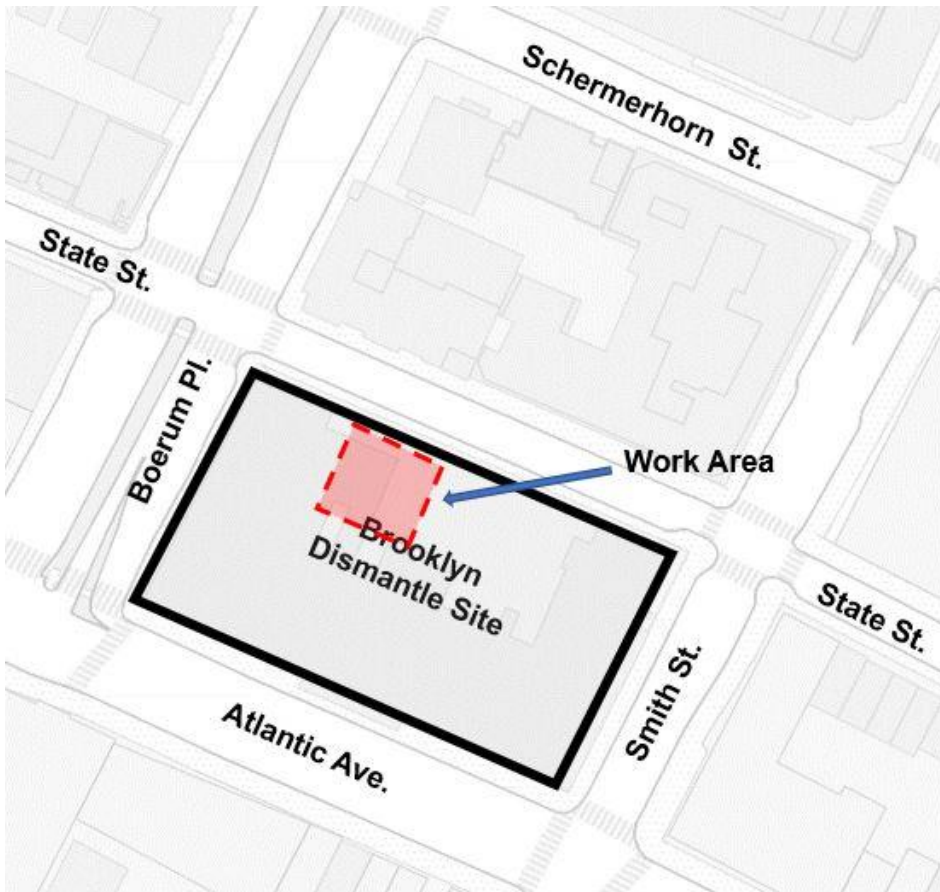 Schermerhorn St.
State St.
Boerum Pl.
Work Area
Brooklyn
Dismantle Site
State St.
Smith St.
Atlantic Ave.